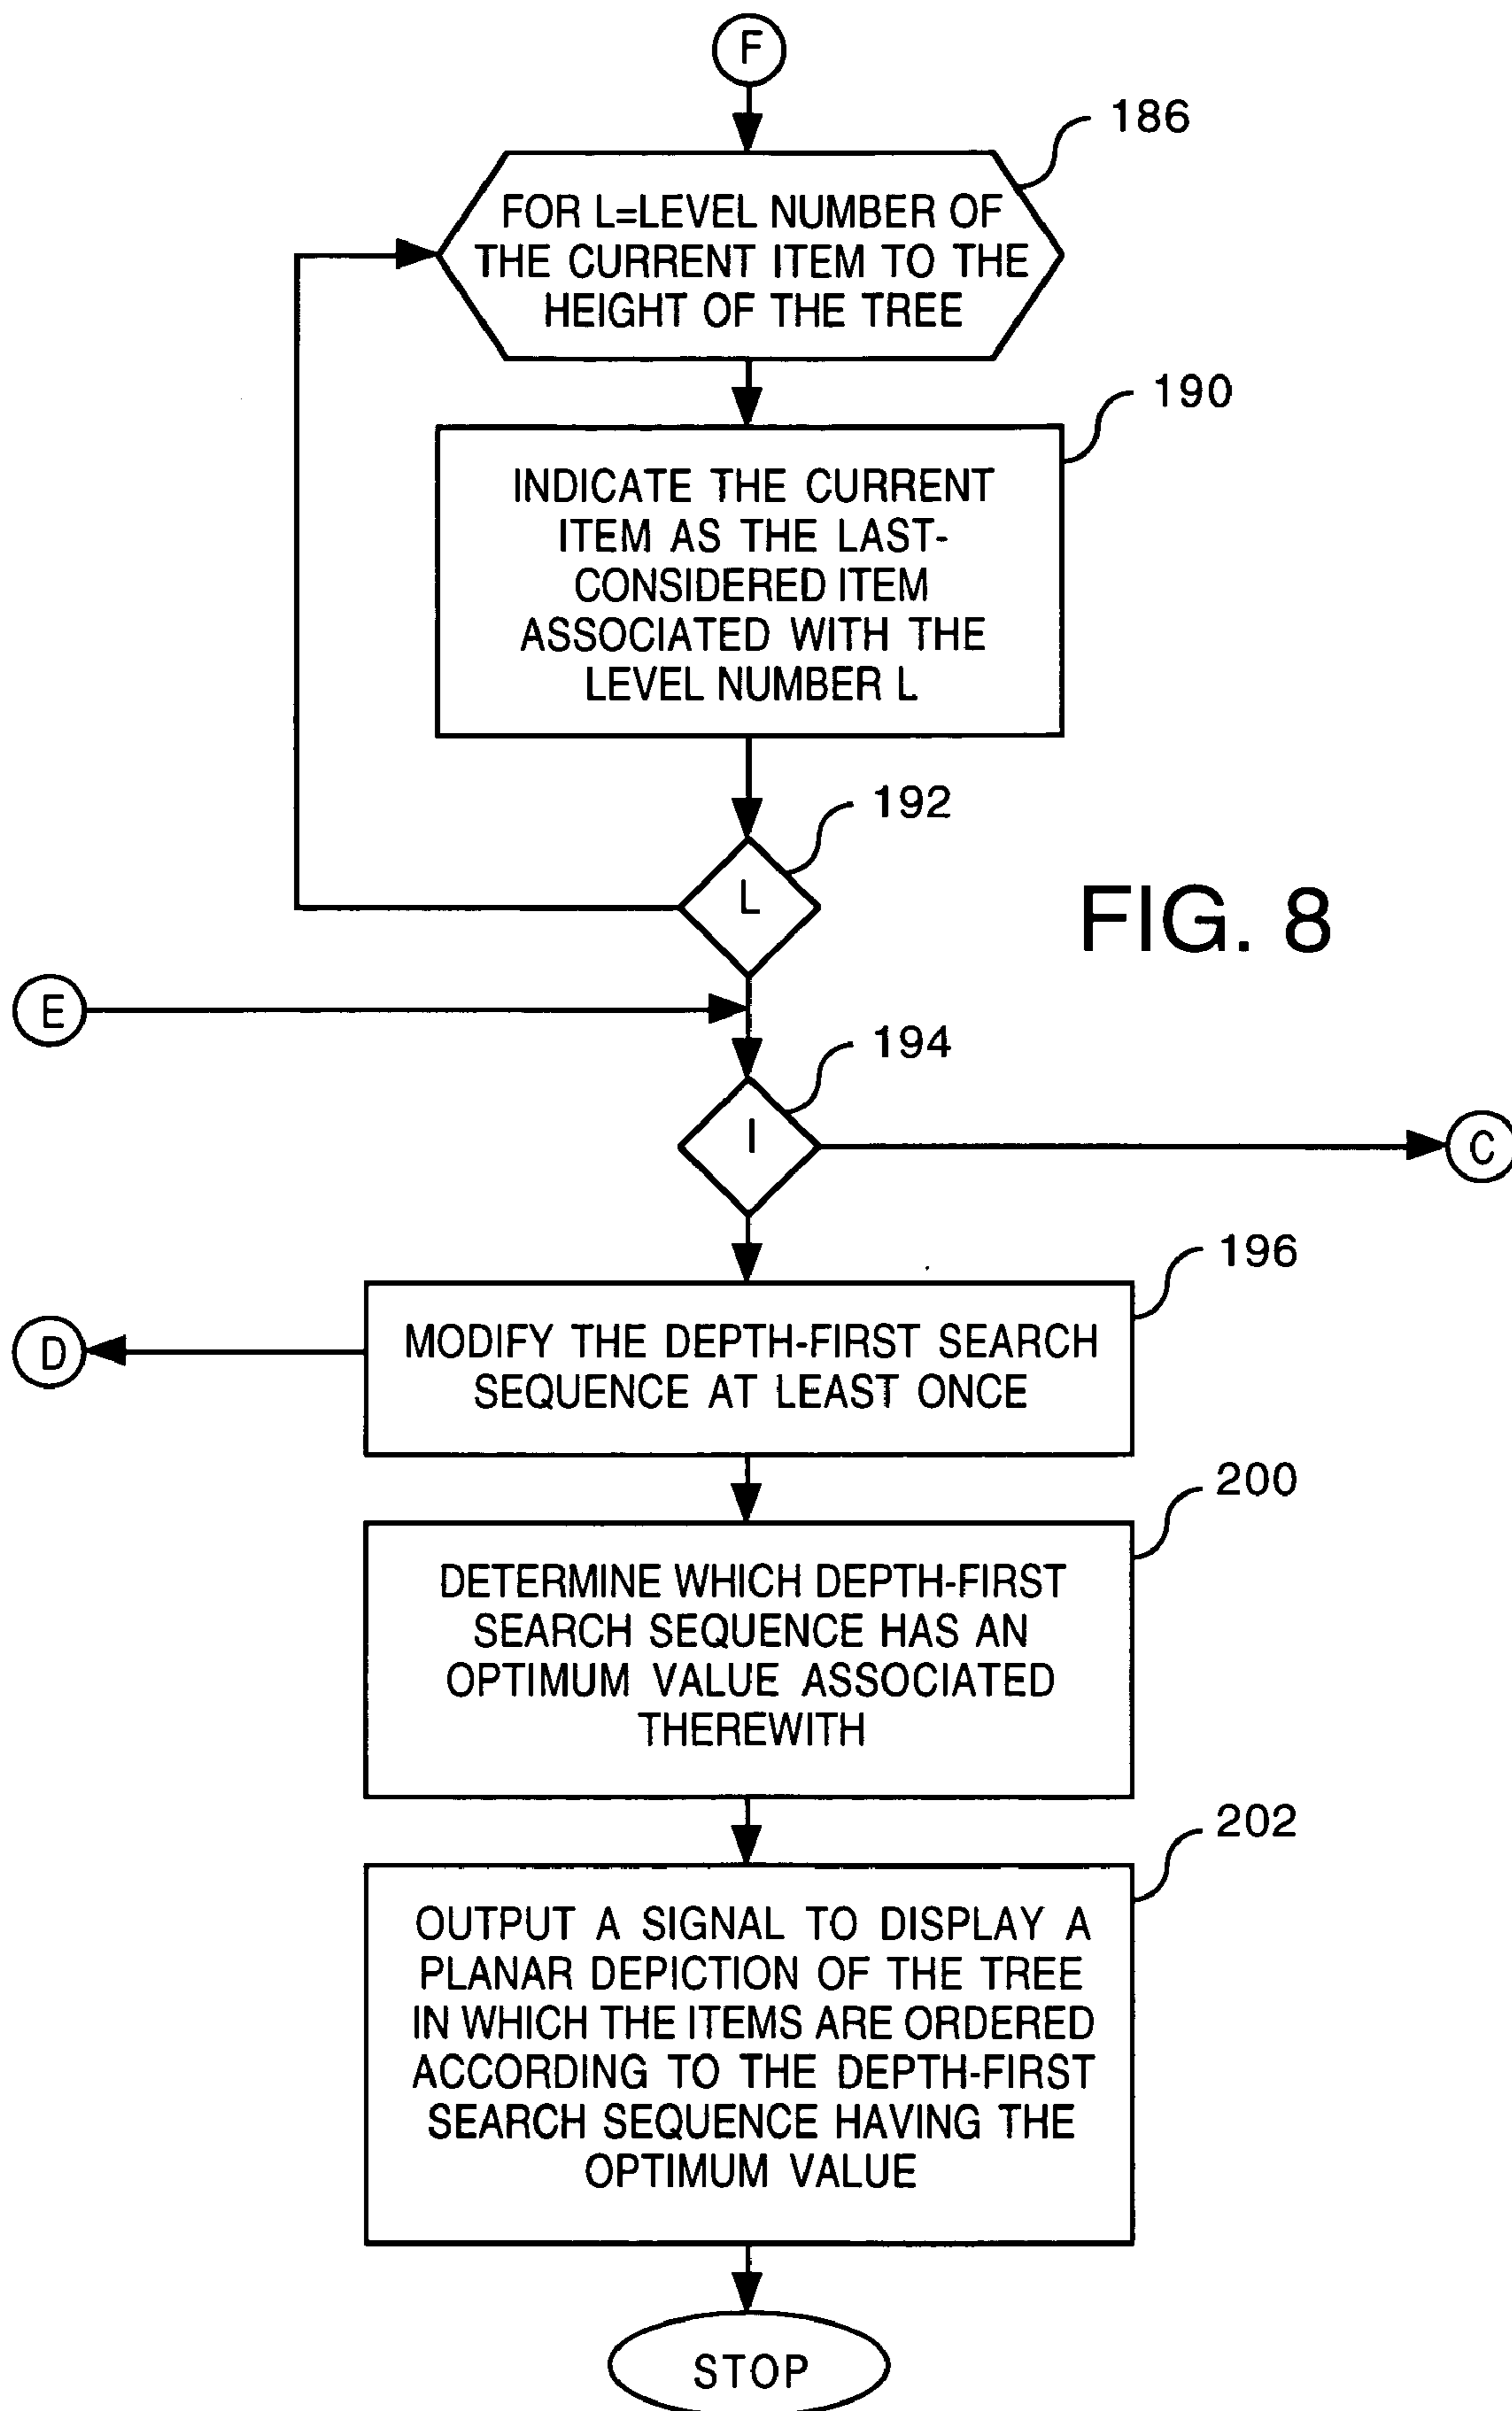 F
186
FOR L=LEVEL NUMBER OF
THE CURRENT ITEM TO THE
HEIGHT OF THE TREE
190
INDICATE THE CURRENT
ITEM AS THE LAST-
CONSIDERED ITEM
ASSOCIATED WITH THE
LEVEL NUMBER L
192
L
FIG. 8
E
194
I
C
196
MODIFY THE DEPTH-FIRST SEARCH
SEQUENCE AT LEAST ONCE
D
200
DETERMINE WHICH DEPTH-FIRST
SEARCH SEQUENCE HAS AN
OPTIMUM VALUE ASSOCIATED
THEREWITH
202
OUTPUT A SIGNAL TO DISPLAY A
PLANAR DEPICTION OF THE TREE
IN WHICH THE ITEMS ARE ORDERED
ACCORDING TO THE DEPTH-FIRST
SEARCH SEQUENCE HAVING THE
OPTIMUM VALUE
STOP